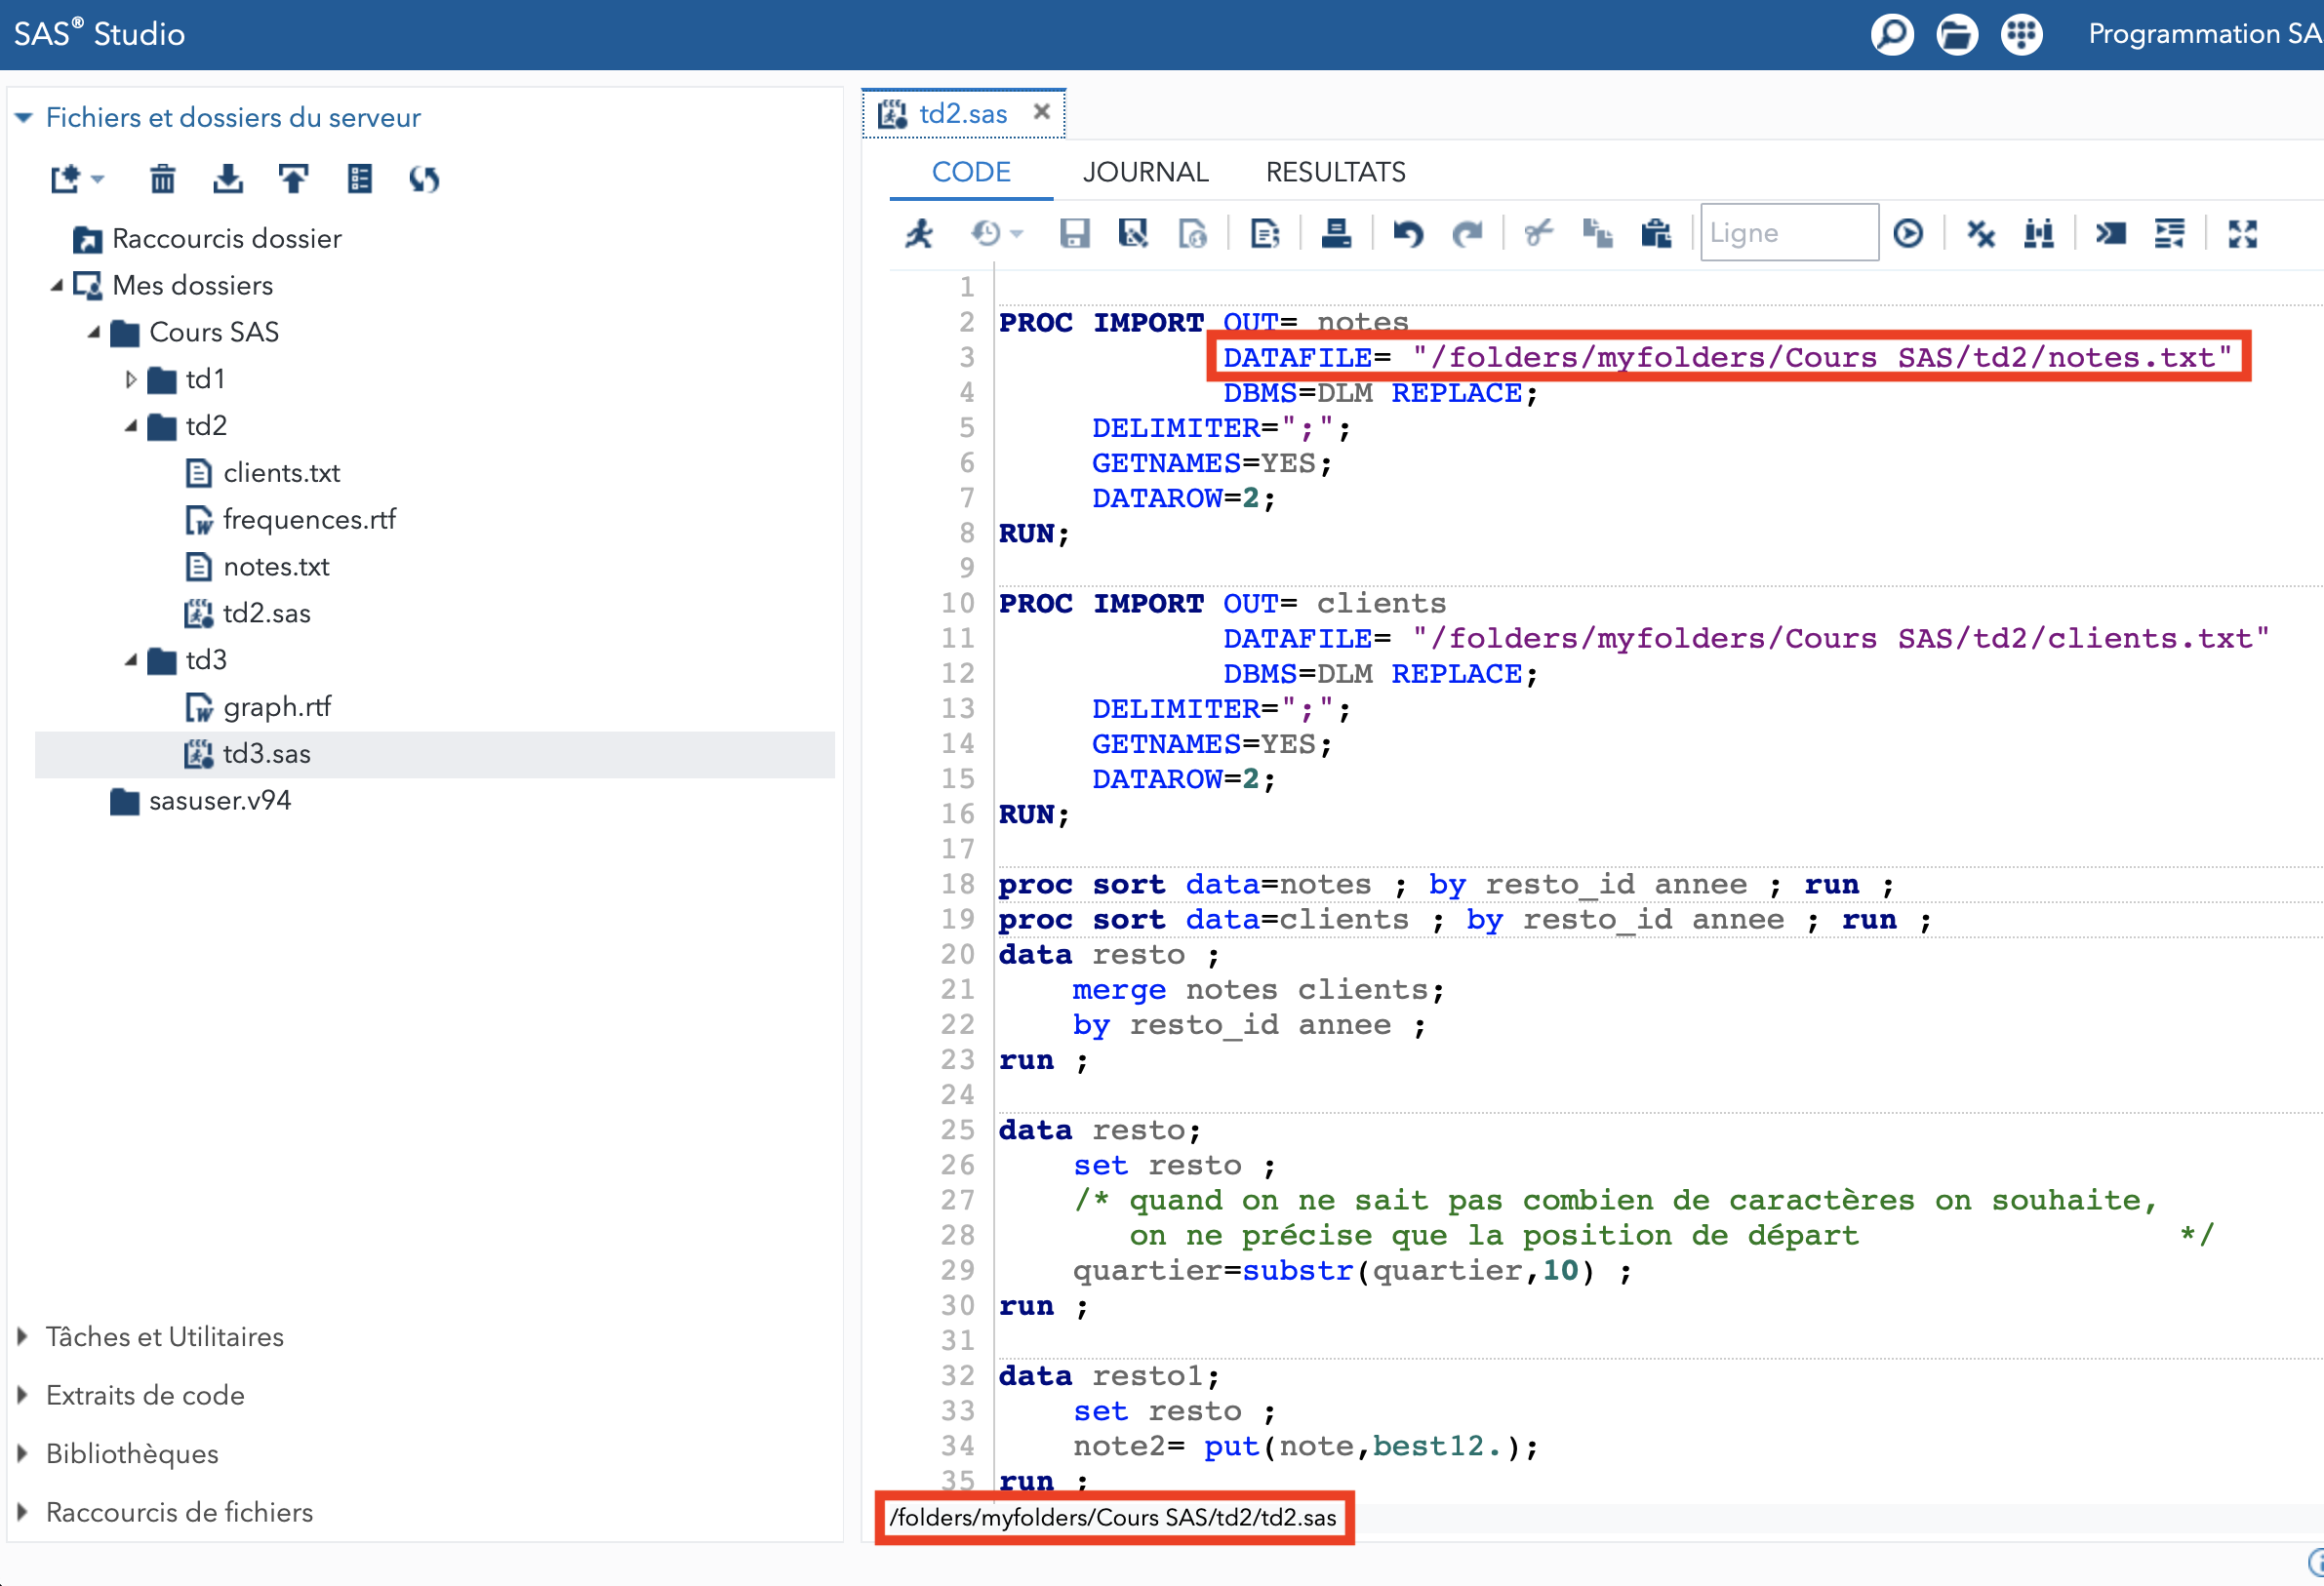 SAS® Studio
Programmation SA
Fichiers et dossiers du serveur
Raccourcis dossier
Mes dossiers
Cours SAS
td1
td2
clients.txt
frequences.rtf
notes.txt
td2.sas
td3
graph.rtf
td3.sas
sasuser.v94
Tâches et Utilitaires
Extraits de code
Bibliothèques
Raccourcis de fichiers
td2.sas
CODE JOURNAL RESULTATS
Ligne
1
2 PROC IMPORT OUT= notes
3 DATAFILE= "/folders/myfolders/Cours SAS/td2/notes.txt"
4 DBMS=DLM REPLACE;
5 DELIMITER=";";
6 GETNAMES=YES;
7 DATAROW=2;
8 RUN;
9
10 PROC IMPORT OUT= clients
11 DATAFILE= "/folders/myfolders/Cours SAS/td2/clients.txt"
12 DBMS=DLM REPLACE;
13 DELIMITER=";";
14 GETNAMES=YES;
15 DATAROW=2;
16 RUN;
17
18 proc sort data=notes ; by resto_id annee ; run ;
19 proc sort data=clients ; by resto_id annee ; run ;
20 data resto ;
21 merge notes clients;
22 by resto_id annee ;
23 run ;
24
25 data resto;
26 set resto ;
27 /* quand on ne sait pas combien de caractères on souhaite,
28 on ne précise que la position de départ */
29 quartier=substr(quartier,10) ;
30 run ;
31
32 data resto1;
33 set resto ;
34 note2= put(note,best12.);
35 run ;
/folders/myfolders/Cours SAS/td2/td2.sas